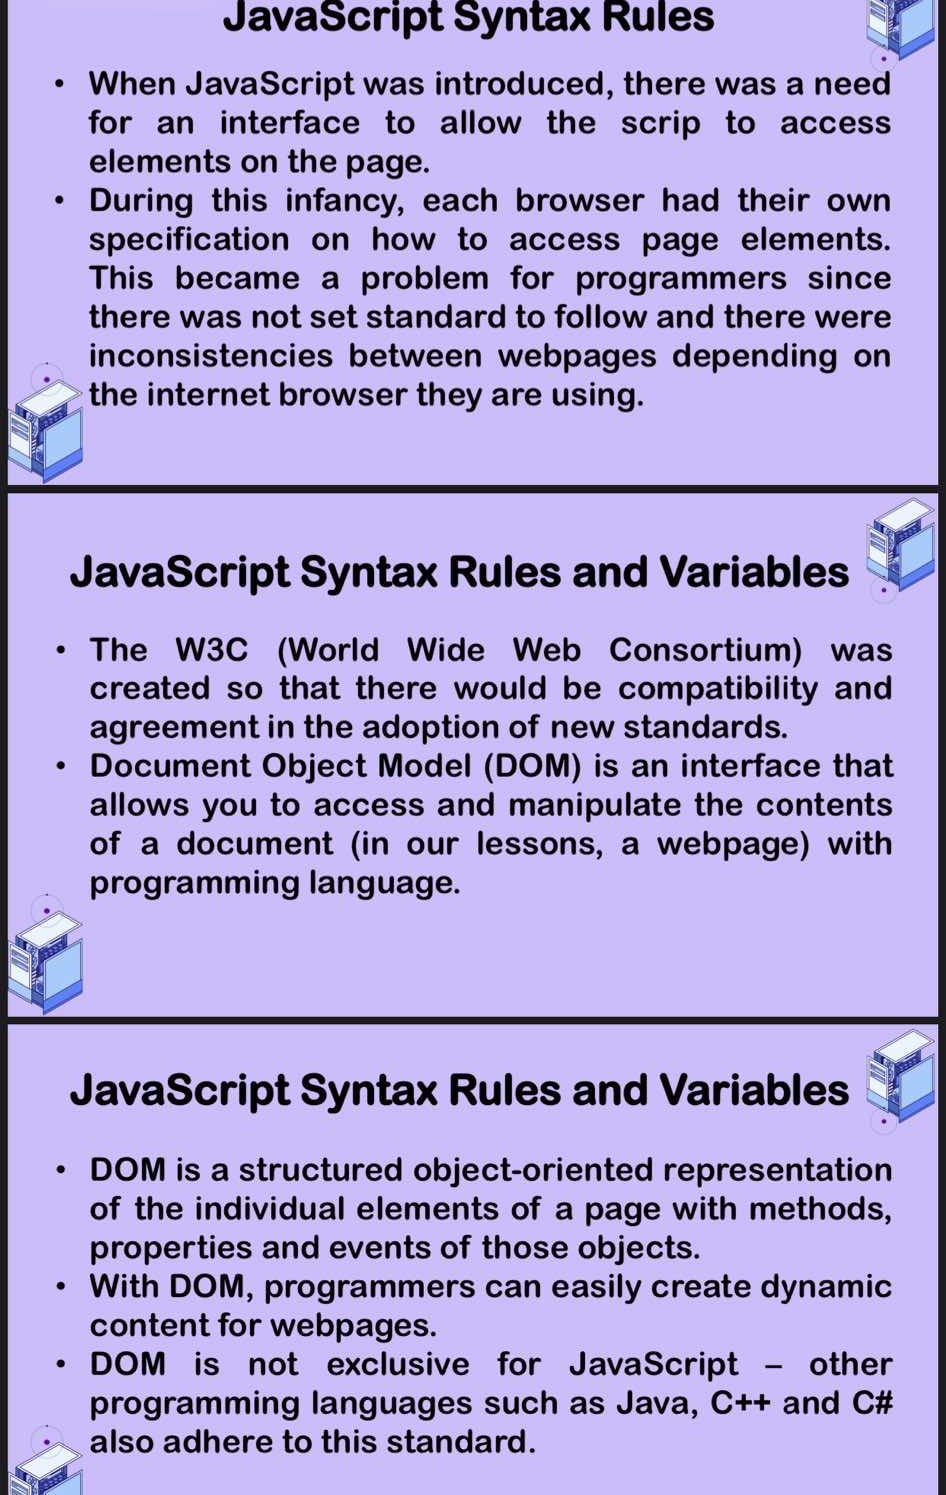 JavaScript Syntax Rules
• When JavaScript was introduced, there was a need
for an interface to allow the scrip to access
elements on the page.
• During this infancy, each browser had their own
specification on how to access page elements.
This became a problem for programmers since
there was not set standard to follow and there were
inconsistencies between webpages depending on
the internet browser they are using.
JavaScript Syntax Rules and Variables
• The W3C (World Wide Web Consortium) was
created so that there would be compatibility and
agreement in the adoption of new standards.
• Document Object Model (DOM) is an interface that
allows you to access and manipulate the contents
of a document (in our lessons, a webpage) with
programming language.
JavaScript Syntax Rules and Variables
• DOM is a structured object-oriented representation
of the individual elements of a page with methods,
properties and events of those objects.
• With DOM, programmers can easily create dynamic
content for webpages.
• DOM is not exclusive for JavaScript – other
programming languages such as Java, C++ and C#
also adhere to this standard.